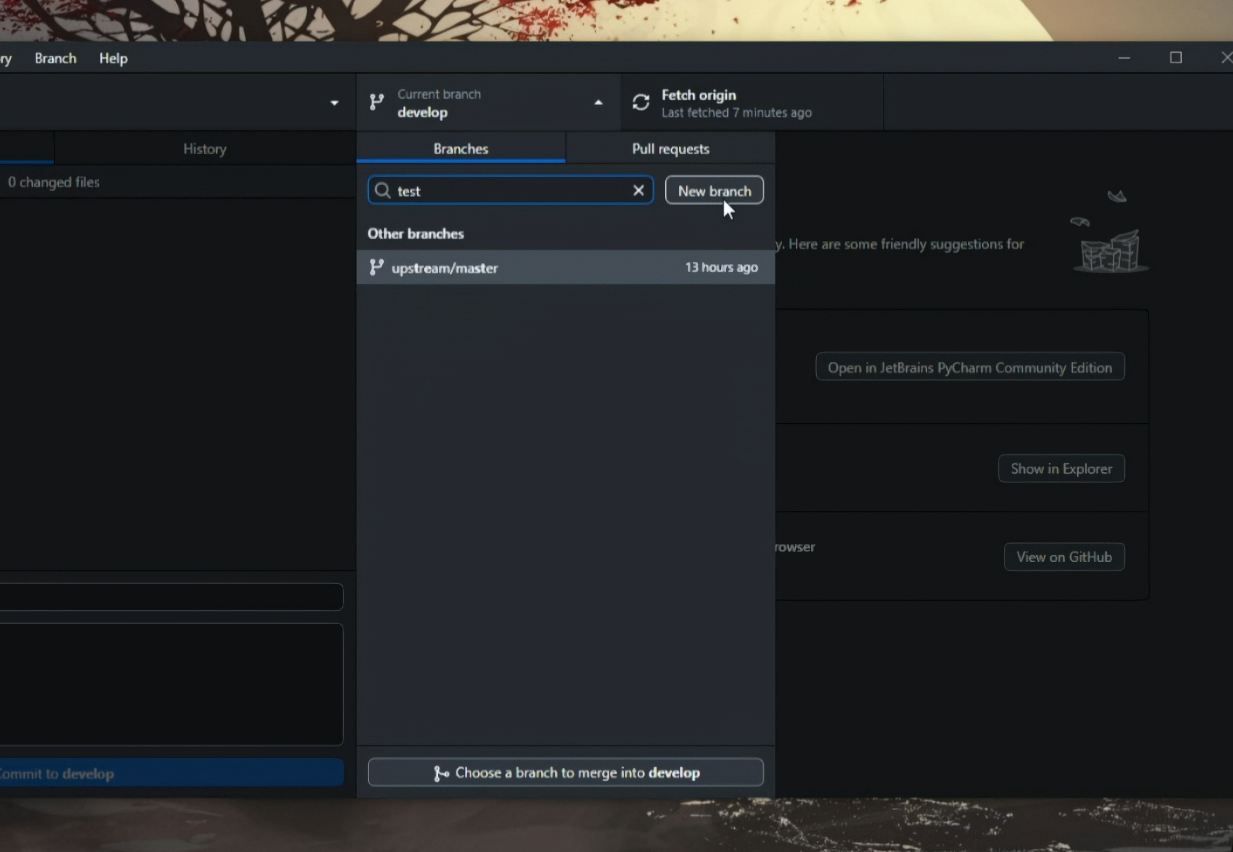 ry Branch Help
Current branch
develop
Fetch origin
Last fetched 7 minutes ago
History
Branches
Pull requests
0 changed files
test
New branch
Other branches
upstream/master
13 hours ago
y. Here are some friendly suggestions for
Open in JetBrains PyCharm Community Edition
Show in Explorer
rowser
View on GitHub
Commit to develop
Choose a branch to merge into develop